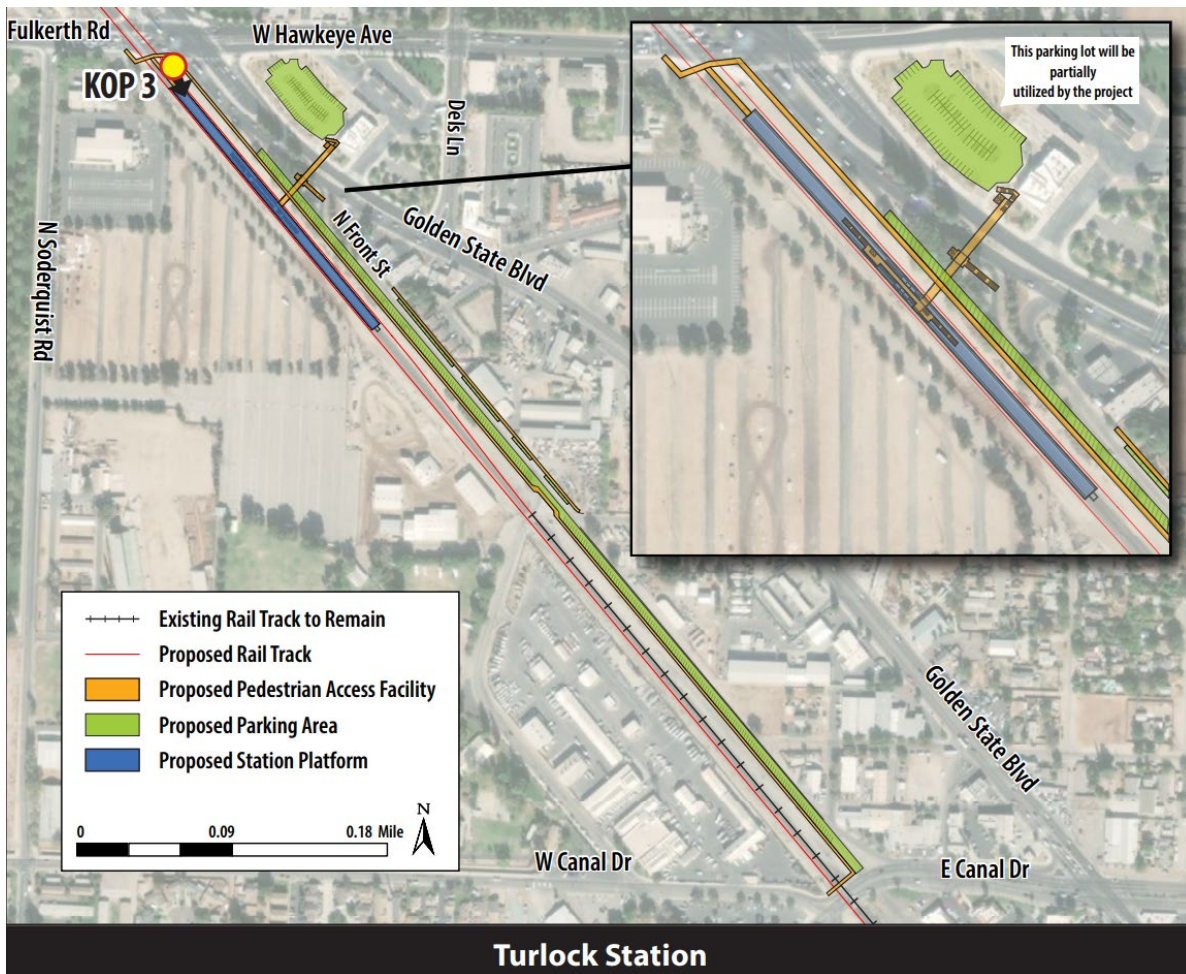 Fulkerth Rd
W Hawkeye Ave
KOP 3
Dels Ln
This parking lot will be
partially
utilized by the project
N Soderquist Rd
N Front St
Golden State Blvd
Existing Rail Track to Remain
Proposed Rail Track
Proposed Pedestrian Access Facility
Proposed Parking Area
Proposed Station Platform
N
0 0.09 0.18 Mile
Golden State Blvd
W Canal Dr
E Canal Dr
Turlock Station